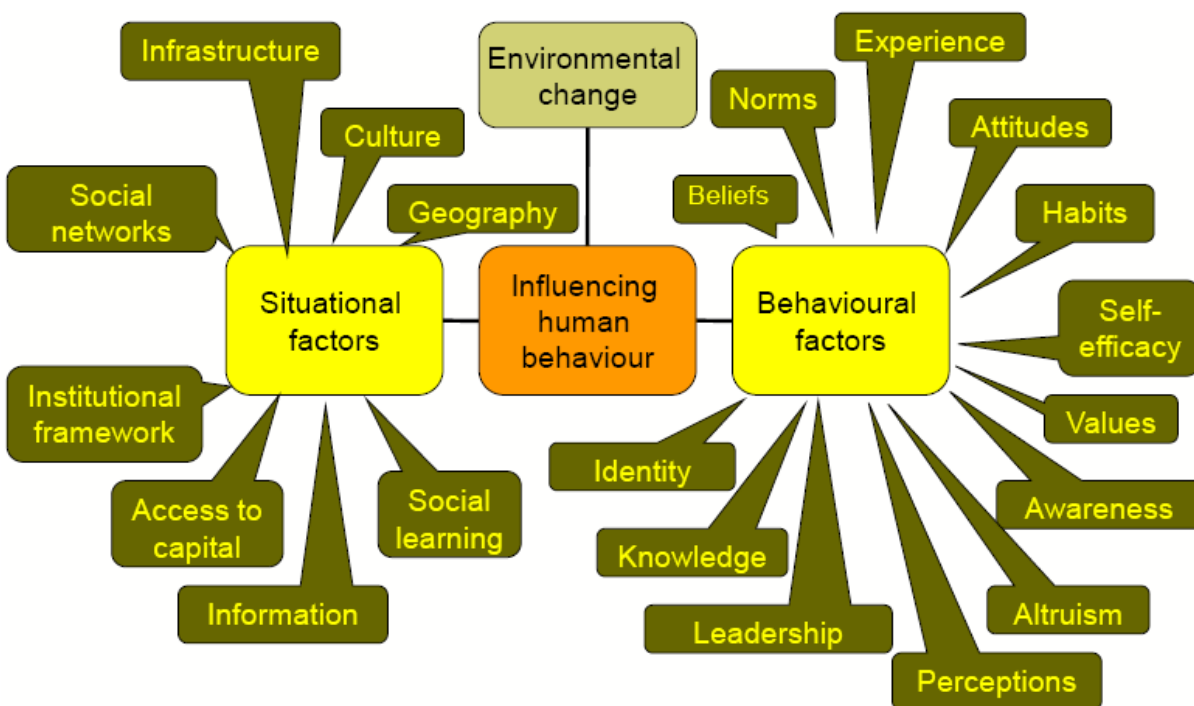 Infrastructure
Environmental
change
Experience
Norms
Culture
Attitudes
Social
networks
Beliefs
Geography
Habits
Situational
factors
Influencing
human
behaviour
Behavioural
factors
Self-
efficacy
Institutional
framework
Values
Identity
Access to
capital
Social
learning
Awareness
Knowledge
Information
Leadership
Altruism
Perceptions